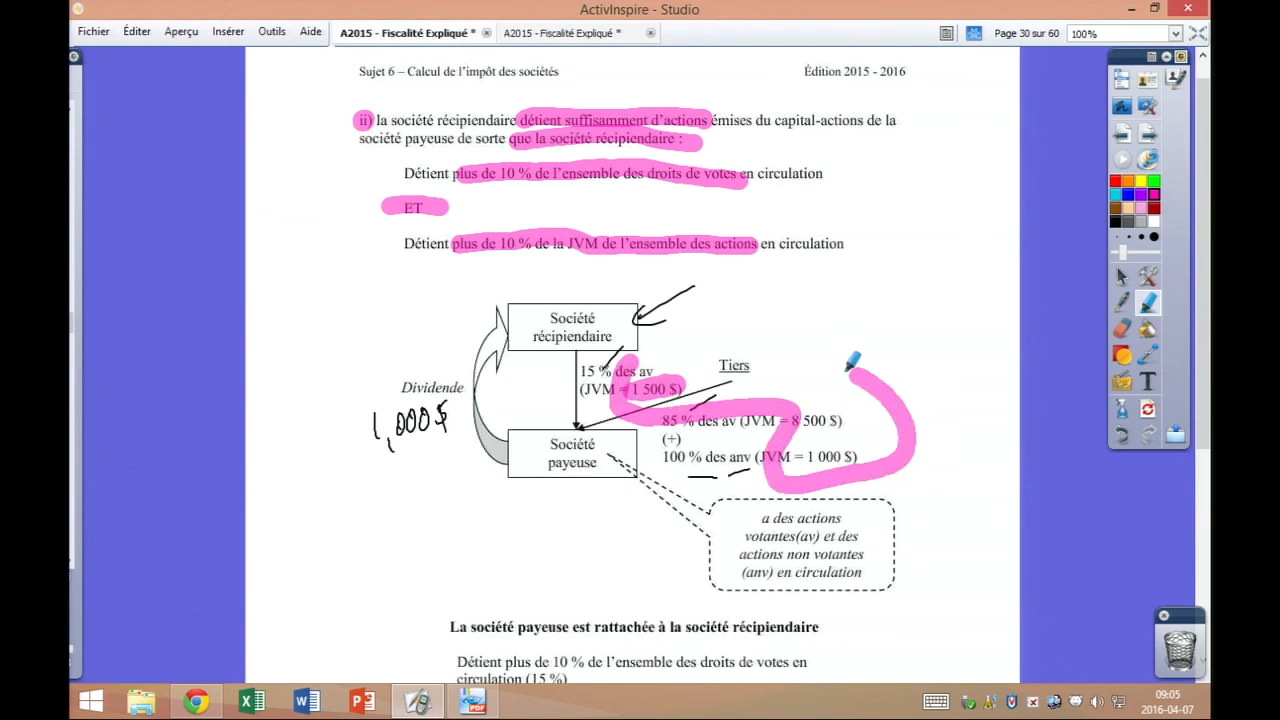 ActivInspire - Studio
Fichier Éditer Aperçu Insérer Outils Aide A2015 - Fiscalité Expliqué * A2015 - Fiscalité Expliqué * Page 30 sur 60 100%
Sujet 6 – Calcul de l'impôt des sociétés Édition 2015 - 2016
ii) la société récipiendaire détient suffisamment d'actions émises du capital-actions de la
société payeuse de sorte que la société récipiendaire :
Détient plus de 10 % de l'ensemble des droits de votes en circulation
ET
Détient plus de 10 % de la JVM de l'ensemble des actions en circulation
Société
récipiendaire
15 % des av
(JVM = 1 500 $)
Tiers
Dividende
1,000$
85 % des av (JVM = 8 500 $)
(+)
100 % des anv (JVM = 1 000 $)
Société
payeuse
a des actions
votantes(av) et des
actions non votantes
(anv) en circulation
La société payeuse est rattachée à la société récipiendaire
Détient plus de 10 % de l'ensemble des droits de votes en
circulation (15 %)
09:05
2016-04-07